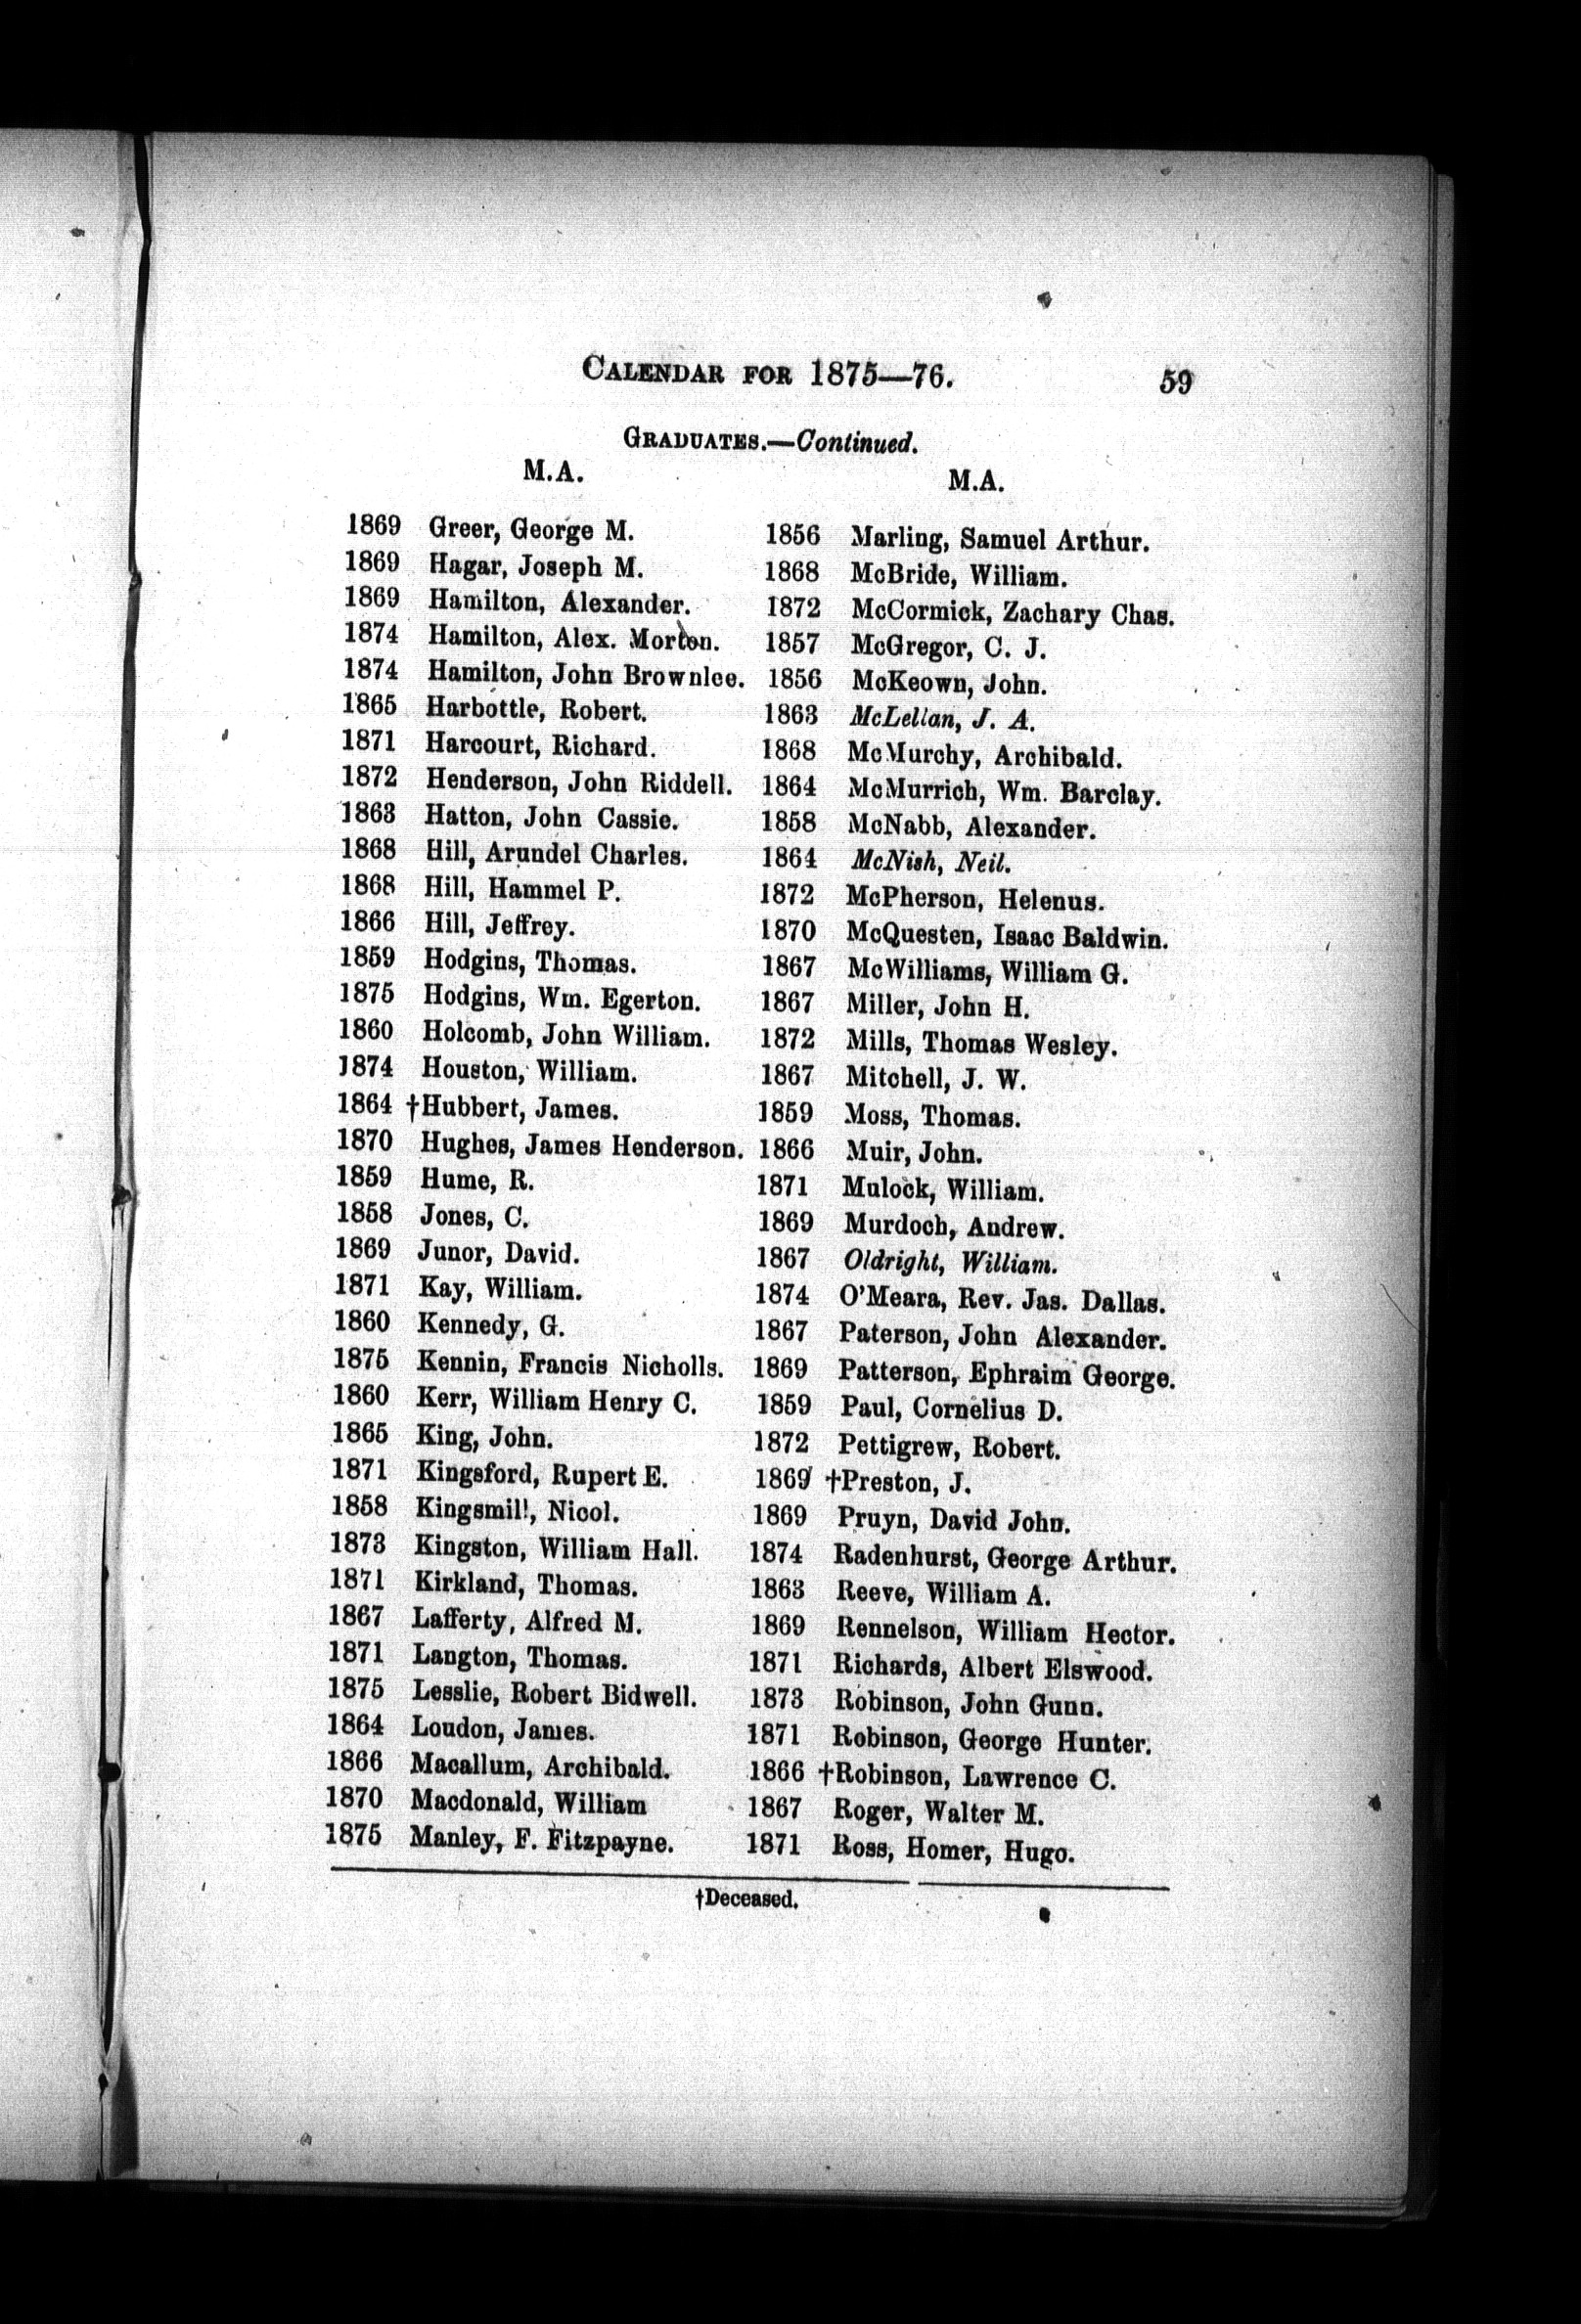 CALENDAR FOR 1875—76. 59
GRADUATES.—Continued.
M.A.
1869 Greer, George M.
1869 Hagar, Joseph M.
1869 Hamilton, Alexander.
1874 Hamilton, Alex. Morton.
1874 Hamilton, John Brownlee.
1865 Harbottle, Robert.
1871 Harcourt, Richard.
1872 Henderson, John Riddell.
1863 Hatton, John Cassie.
1868 Hill, Arundel Charles.
1868 Hill, Hammel P.
1866 Hill, Jeffrey.
1859 Hodgins, Thomas.
1875 Hodgins, Wm. Egerton.
1860 Holcomb, John William.
1874 Houston, William.
1864 †Hubbert, James.
1870 Hughes, James Henderson.
1859 Hume, R.
1858 Jones, C.
1869 Junor, David.
1871 Kay, William.
1860 Kennedy, G.
1875 Kennin, Francis Nicholls.
1860 Kerr, William Henry C.
1865 King, John.
1871 Kingsford, Rupert E.
1858 Kingsmill, Nicol.
1873 Kingston, William Hall.
1871 Kirkland, Thomas.
1867 Lafferty, Alfred M.
1871 Langton, Thomas.
1875 Lesslie, Robert Bidwell.
1864 Loudon, James.
1866 Macallum, Archibald.
1870 Macdonald, William
1875 Manley, F. Fitzpayne.
M.A.
1856 Marling, Samuel Arthur.
1868 McBride, William.
1872 McCormick, Zachary Chas.
1857 McGregor, C. J.
1856 McKeown, John.
1863 McLellan, J. A.
1868 McMurchy, Archibald.
1864 McMurrich, Wm. Barclay.
1858 McNabb, Alexander.
1864 McNish, Neil.
1872 McPherson, Helenus.
1870 McQuesten, Isaac Baldwin.
1867 McWilliams, William G.
1867 Miller, John H.
1872 Mills, Thomas Wesley.
1867 Mitchell, J. W.
1859 Moss, Thomas.
1866 Muir, John.
1871 Mulock, William.
1869 Murdoch, Andrew.
1867 Oldright, William.
1874 O'Meara, Rev. Jas. Dallas.
1867 Paterson, John Alexander.
1869 Patterson, Ephraim George.
1859 Paul, Cornelius D.
1872 Pettigrew, Robert.
1869 †Preston, J.
1869 Pruyn, David John.
1874 Radenhurst, George Arthur.
1863 Reeve, William A.
1869 Rennelson, William Hector.
1871 Richards, Albert Elswood.
1873 Robinson, John Gunn.
1871 Robinson, George Hunter.
1866 †Robinson, Lawrence C.
1867 Roger, Walter M.
1871 Ross, Homer, Hugo.
†Deceased.